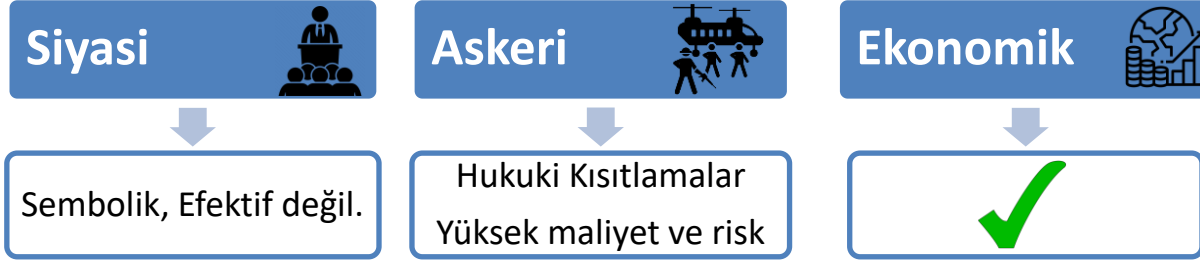 Siyasi
Askeri
Ekonomik
Sembolik, Efektif değil.
Hukuki Kısıtlamalar
Yüksek maliyet ve risk